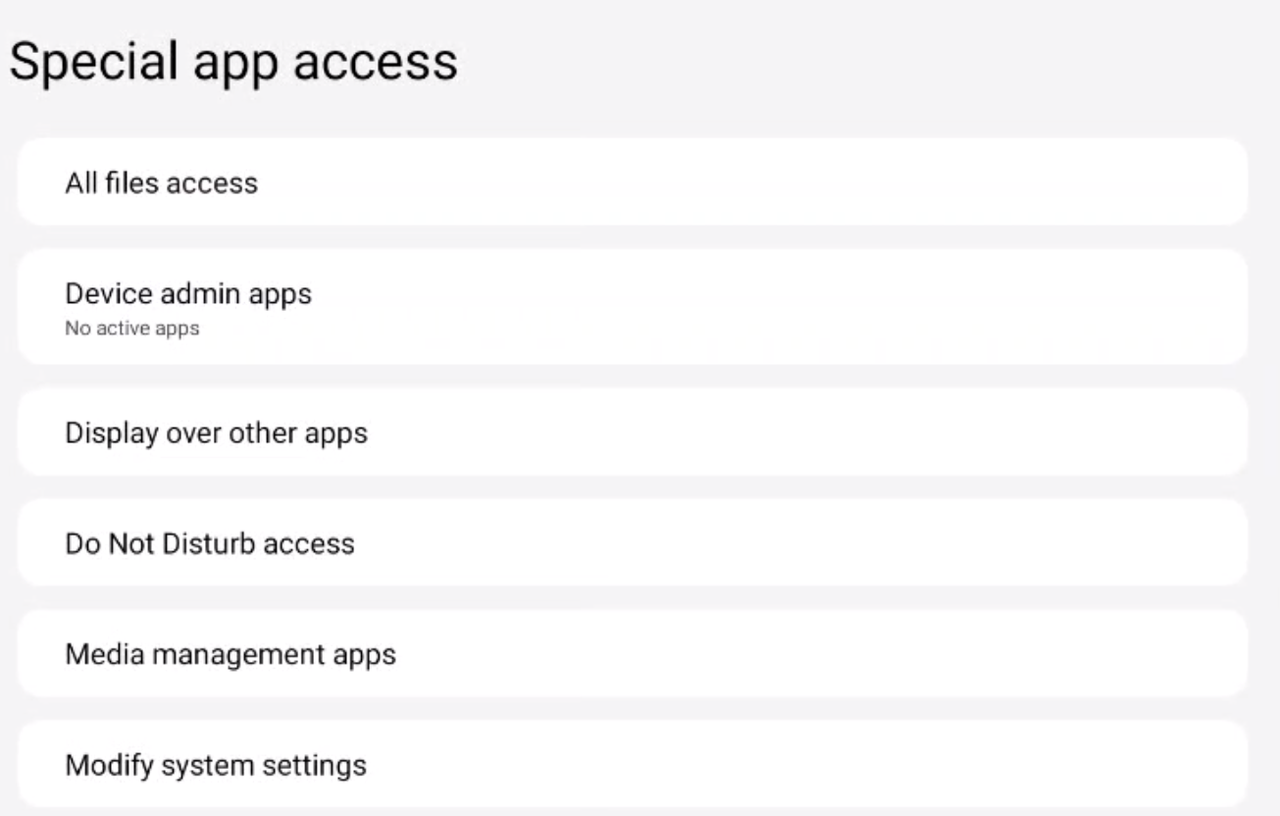 Special app access
All files access
Device admin apps
No active apps
Display over other apps
Do Not Disturb access
Media management apps
Modify system settings